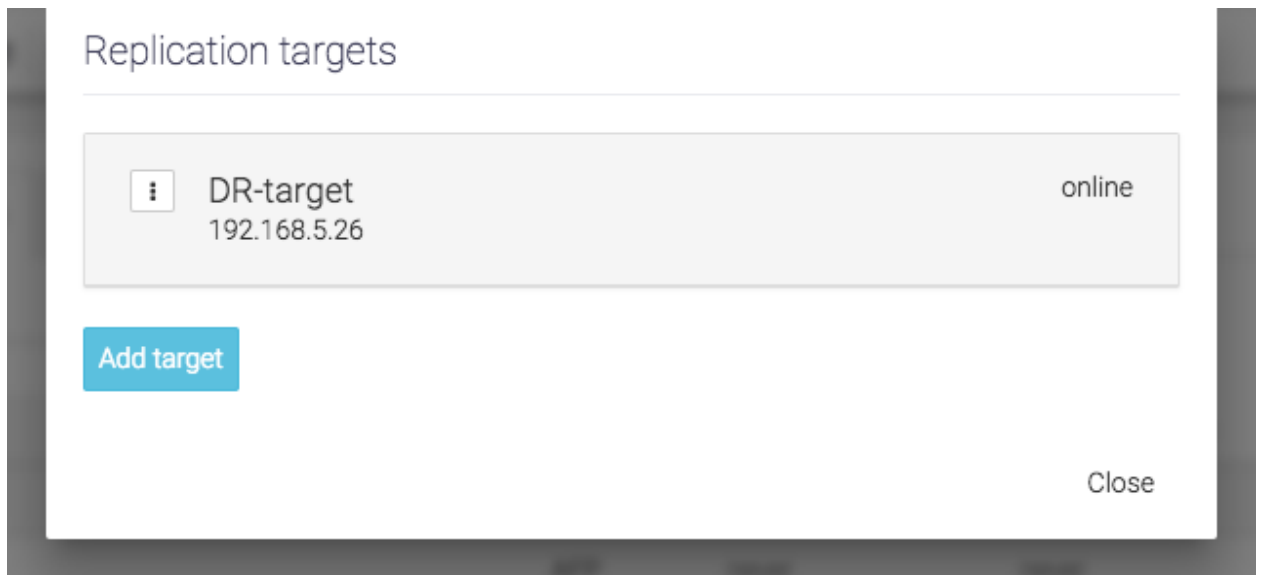 Replication targets
DR-target
online
192.168.5.26
Add target
Close